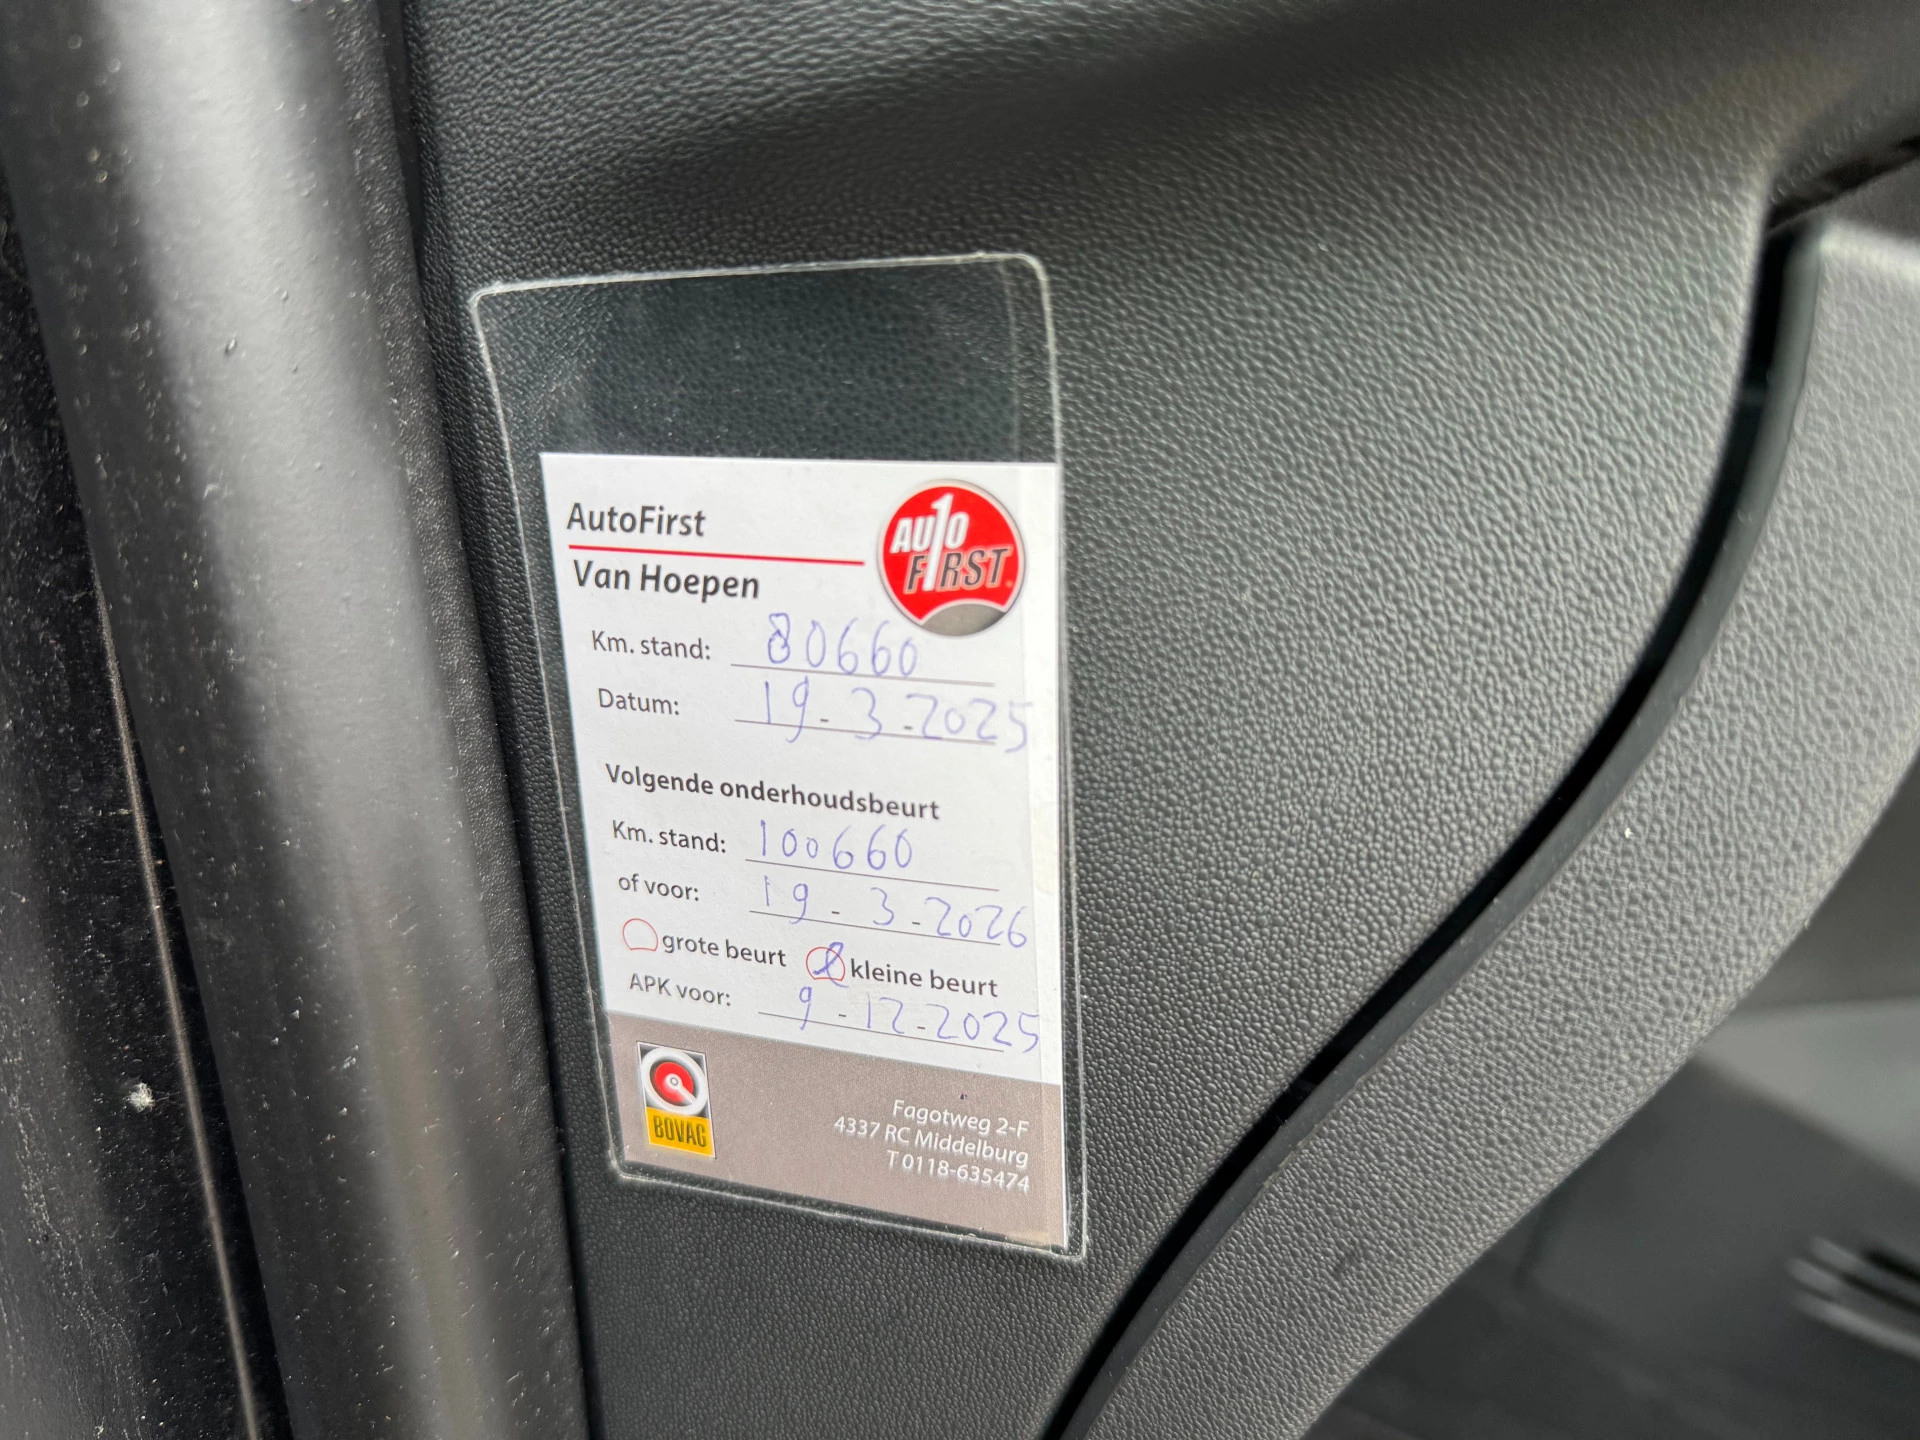 AutoFirst
Van Hoepen
AUTO
FIRST
Km. stand: 80660
Datum: 19-3-2025
Volgende onderhoudsbeurt
Km. stand: 100660
of voor: 19-3-2026
grote beurt kleine beurt
APK voor: 9-12-2025
BOVAG
Fagotweg 2-F
4337 RC Middelburg
T 0118-635474